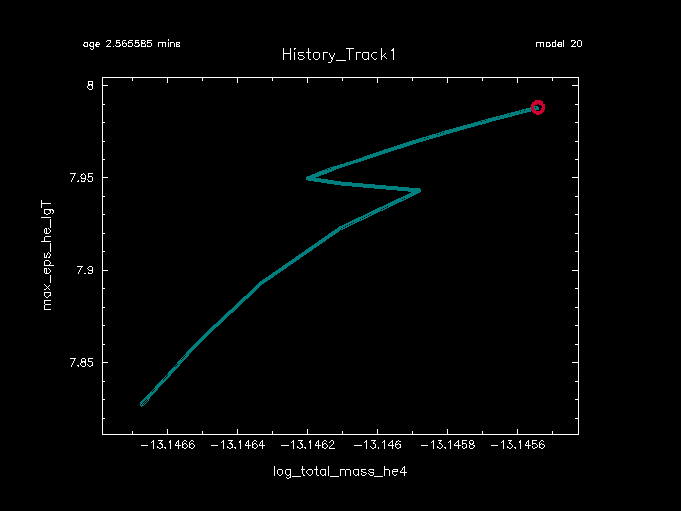 age 2.565585 mins
model 20
History_Track1
8
7.95
7.9
7.85
max_eps_he_lgT
−13.1466
−13.1464
−13.1462
−13.146
−13.1458
−13.1456
log_total_mass_he4